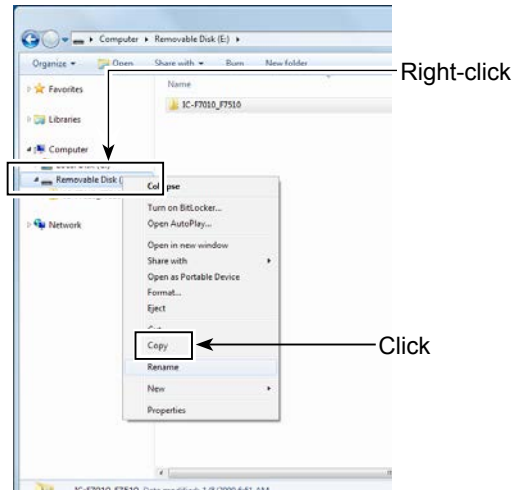 Computer ▸ Removable Disk (E:) ▸
Organize Open Share with Burn New folder
Right-click
Name
Favorites
IC-F7010_F7510
Libraries
Computer
Removable Disk (
Network
Turn on BitLocker...
Open AutoPlay...
Open in new window
Share with
Open as Portable Device
Format...
Eject
Copy
Click
Rename
New
Properties
IC-F7010_F7510